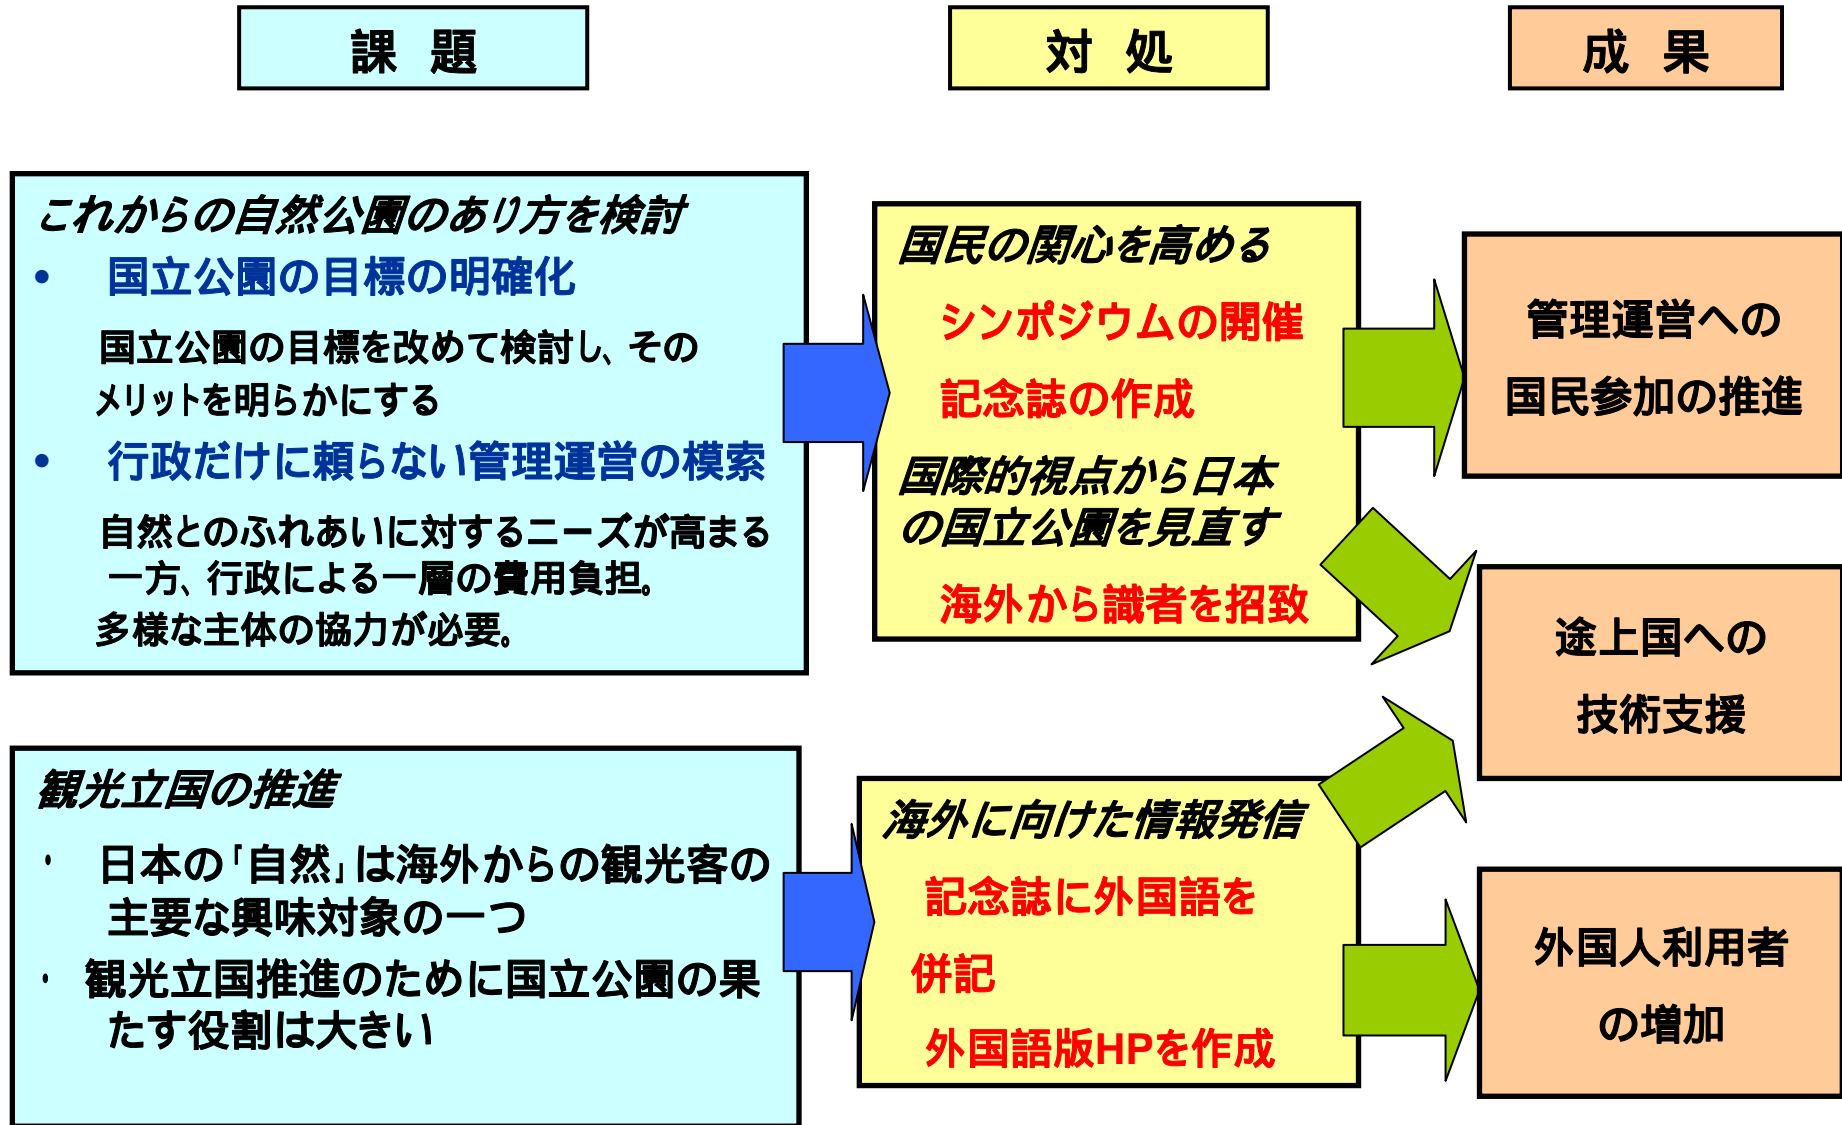 課 題
対 処
成 果
これからの自然公園のあり方を検討
• 国立公園の目標の明確化
国立公園の目標を改めて検討し、その
メリットを明らかにする
• 行政だけに頼らない管理運営の模索
自然とのふれあいに対するニーズが高まる
一方、行政による一層の費用負担。
多様な主体の協力が必要。
観光立国の推進
・ 日本の「自然」は海外からの観光客の
主要な興味対象の一つ
・ 観光立国推進のために国立公園の果
たす役割は大きい
国民の関心を高める
シンポジウムの開催
記念誌の作成
国際的視点から日本
の国立公園を見直す
海外から識者を招致
海外に向けた情報発信
記念誌に外国語を
併記
外国語版HPを作成
管理運営への
国民参加の推進
途上国への
技術支援
外国人利用者
の増加